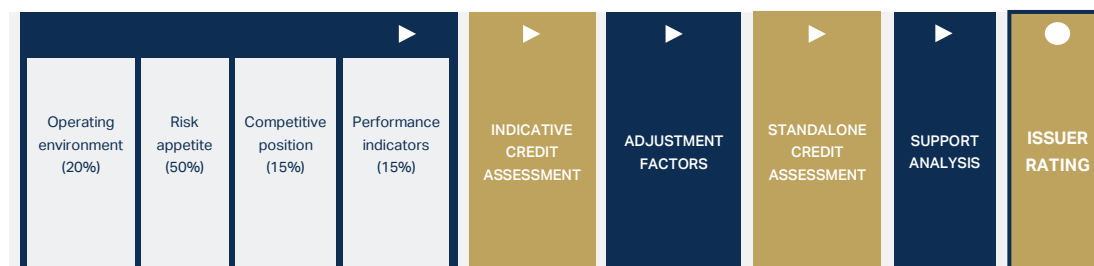 Operating
environment
(20%)
Risk
appetite
(50%)
Competitive
position
(15%)
Performance
indicators
(15%)
INDICATIVE
CREDIT
ASSESSMENT
ADJUSTMENT
FACTORS
STANDALONE
CREDIT
ASSESSMENT
SUPPORT
ANALYSIS
ISSUER
RATING